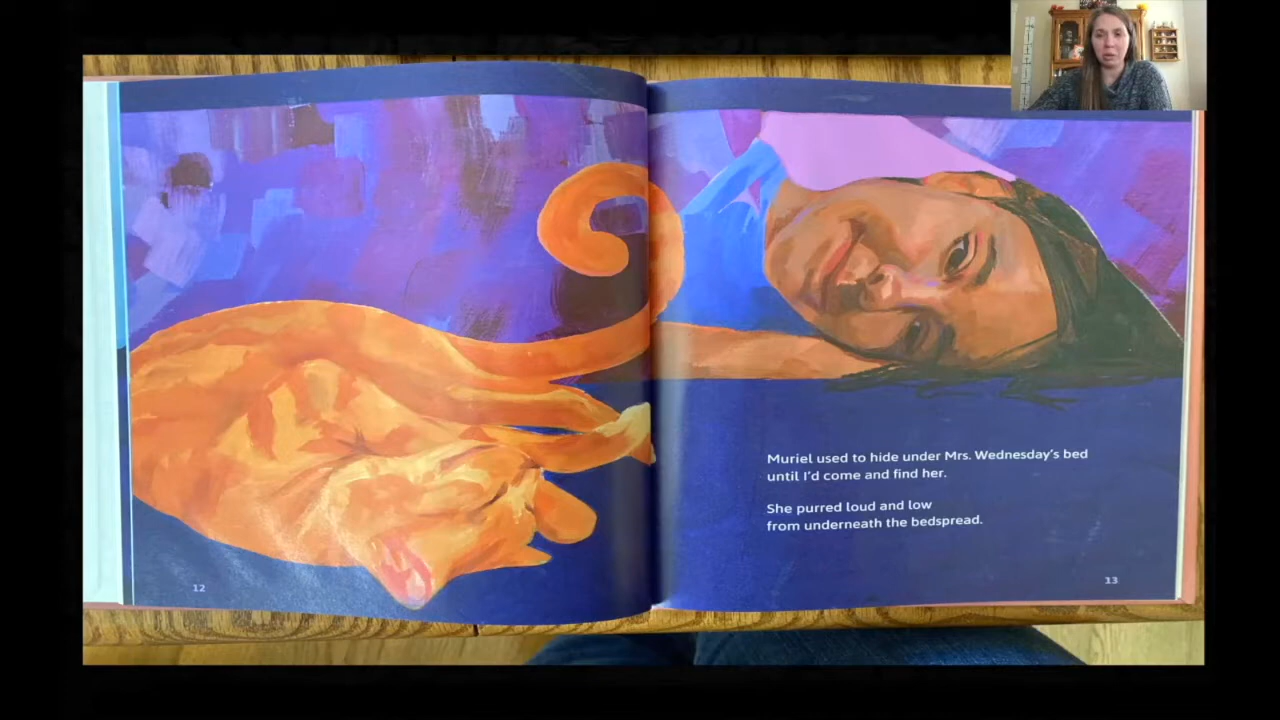 Muriel used to hide under Mrs. Wednesday's bed
until I'd come and find her.
She purred loud and low
from underneath the bedspread.
12
13